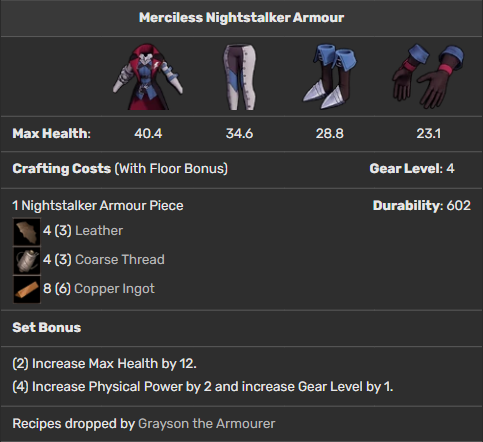 Merciless Nightstalker Armour
Max Health: 40.4 34.6 28.8 23.1
Crafting Costs (With Floor Bonus) Gear Level: 4
1 Nightstalker Armour Piece Durability: 602
4 (3) Leather
4 (3) Coarse Thread
8 (6) Copper Ingot
Set Bonus
(2) Increase Max Health by 12.
(4) Increase Physical Power by 2 and increase Gear Level by 1.
Recipes dropped by Grayson the Armourer